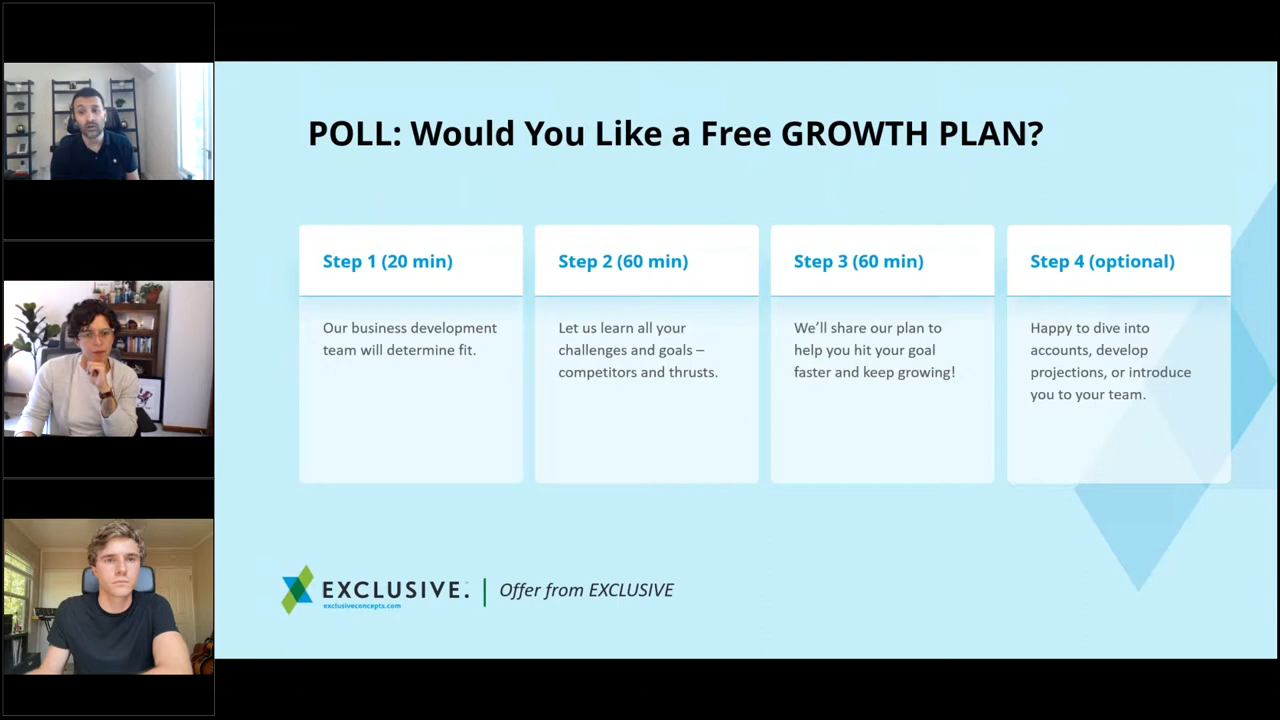 POLL: Would You Like a Free GROWTH PLAN?
Step 1 (20 min)
Our business development
team will determine fit.
Step 2 (60 min)
Let us learn all your
challenges and goals –
competitors and thrusts.
Step 3 (60 min)
We’ll share our plan to
help you hit your goal
faster and keep growing!
Step 4 (optional)
Happy to dive into
accounts, develop
projections, or introduce
you to your team.
EXCLUSIVE.
exclusiveconcepts.com
Offer from EXCLUSIVE